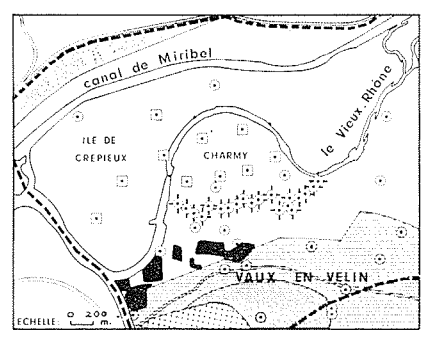 canal de Miribel
le Vieux Rhône
ILE DE
CREPIEUX
CHARMY
VAUX EN VELIN
ECHELLE: 0 200 m.